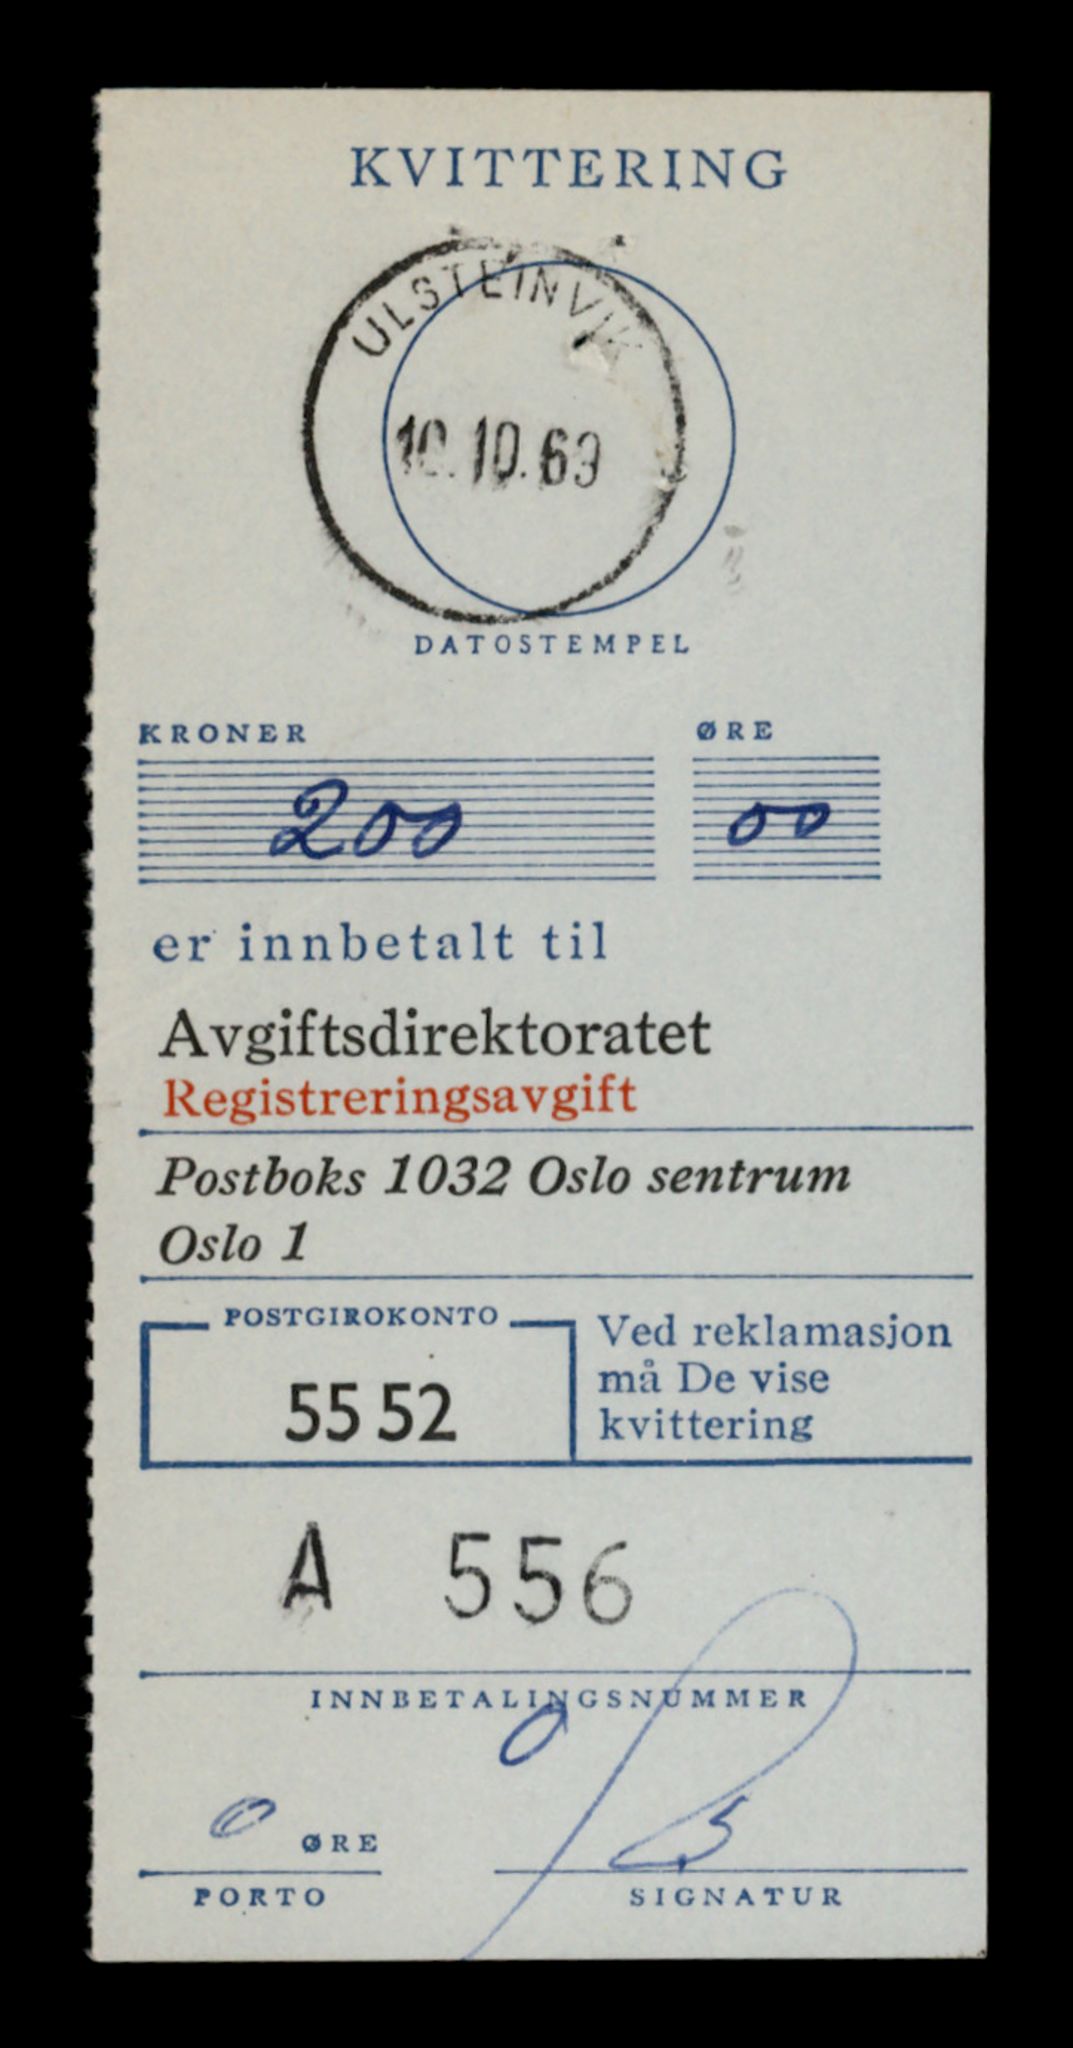 KVITTERING
ULSTEINVIK
10.10.69
DATOSTEMPEL
KRONER ØRE
200 00
er innbetalt til
Avgiftsdirektoratet
Registreringsavgift
Postboks 1032 Oslo sentrum
Oslo 1
POSTGIROKONTO
55 52
Ved reklamasjon
må De vise
kvittering
A 556
INNBETALINGSNUMMER
0 ØRE
PORTO
SIGNATUR